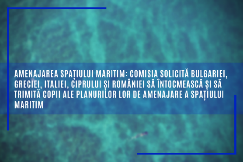 AMENAJAREA SPAȚIULUI MARITIM: COMISIA SOLICITĂ BULGARIEI,
GRECIEI, ITALIEI, CIPRULUI ȘI ROMÂNIEI SĂ ÎNTOCMEASCĂ ȘI SĂ
TRIMITĂ COPII ALE PLANURILOR LOR DE AMENAJARE A SPAȚIULUI
MARITIM